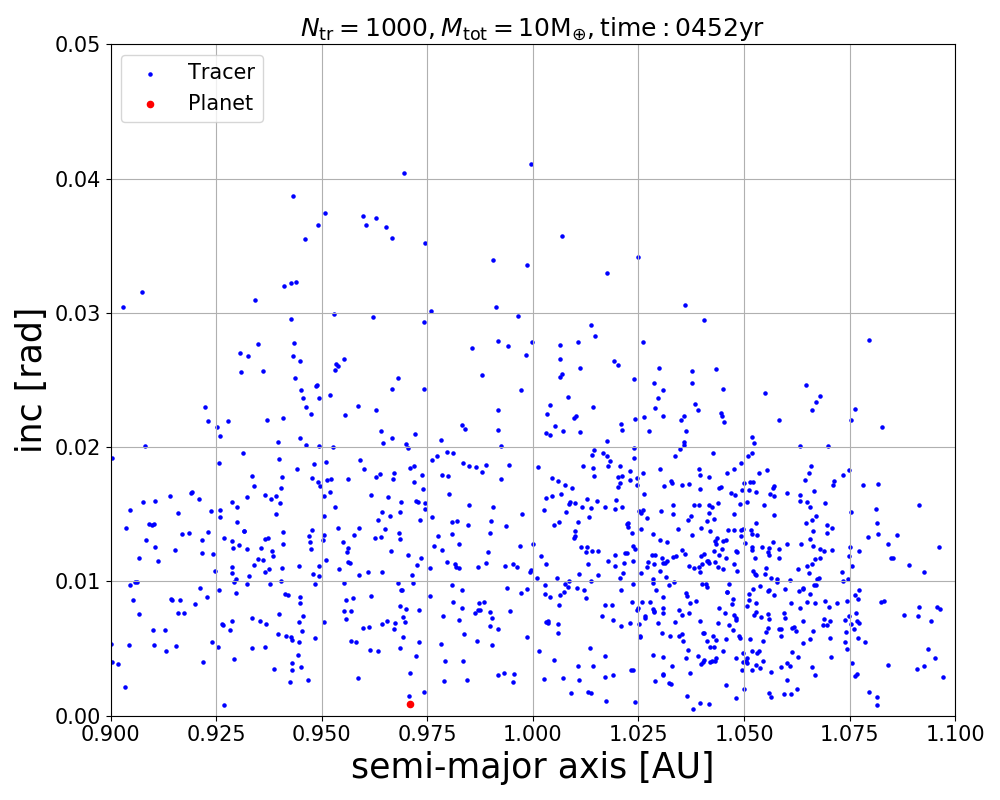 N_tr = 1000, M_tot = 10M_⊕, time : 0452yr
0.05
Tracer
Planet
0.04
0.03
0.02
0.01
0.00
inc [rad]
0.900 0.925 0.950 0.975 1.000 1.025 1.050 1.075 1.100
semi-major axis [AU]